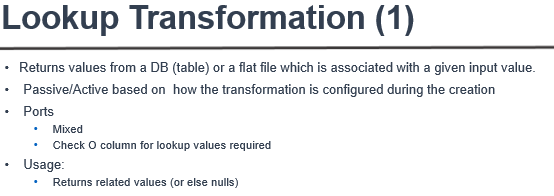 Lookup Transformation (1)
• Returns values from a DB (table) or a flat file which is associated with a given input value.
• Passive/Active based on how the transformation is configured during the creation
• Ports
• Mixed
• Check O column for lookup values required
• Usage:
• Returns related values (or else nulls)